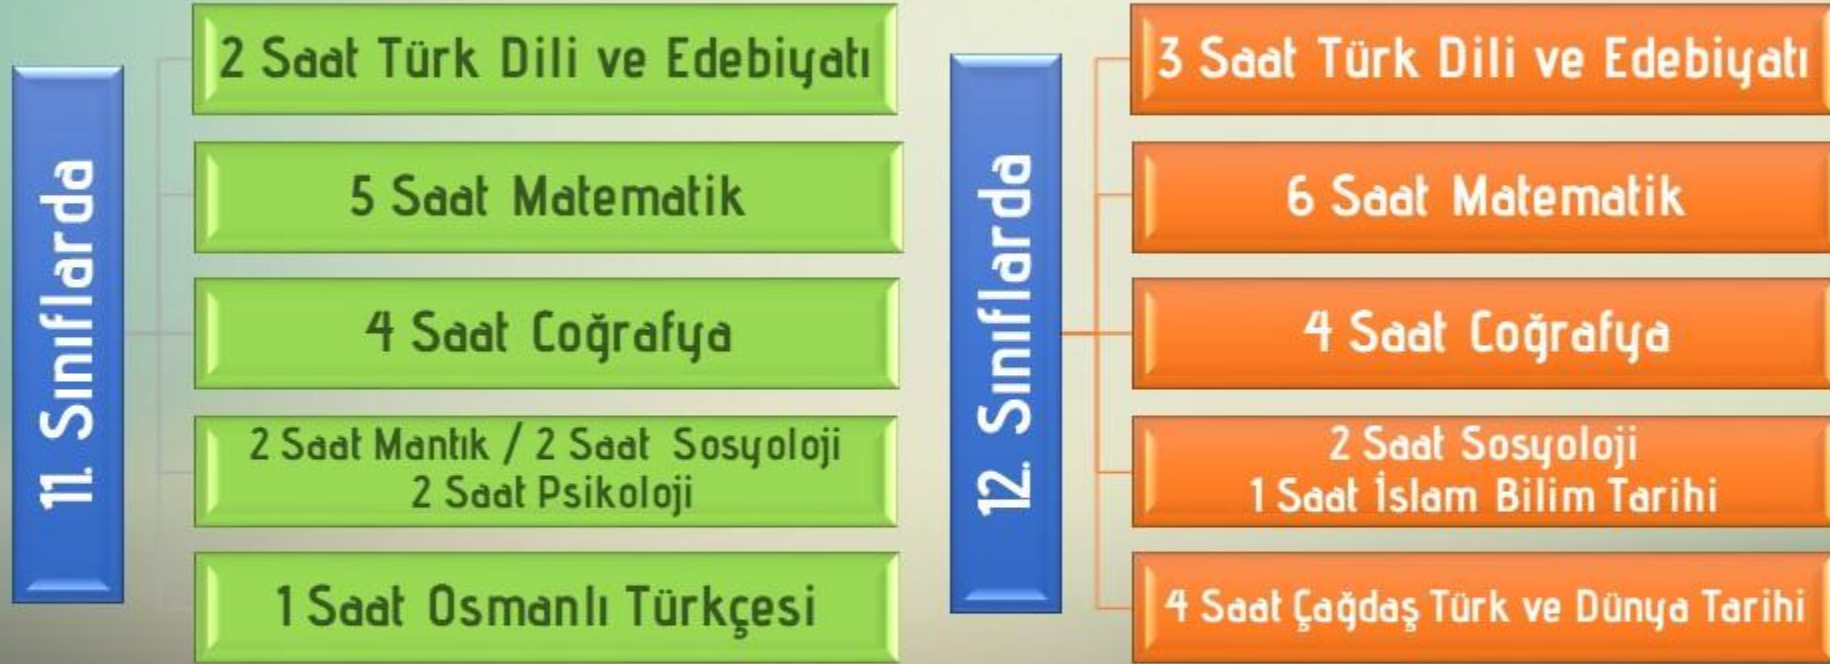 11. Sınıflarda
2 Saat Türk Dili ve Edebiyatı
5 Saat Matematik
4 Saat Coğrafya
2 Saat Mantık / 2 Saat Sosyoloji
2 Saat Psikoloji
1 Saat Osmanlı Türkçesi
12. Sınıflarda
3 Saat Türk Dili ve Edebiyatı
6 Saat Matematik
4 Saat Coğrafya
2 Saat Sosyoloji
1 Saat İslam Bilim Tarihi
4 Saat Çağdaş Türk ve Dünya Tarihi